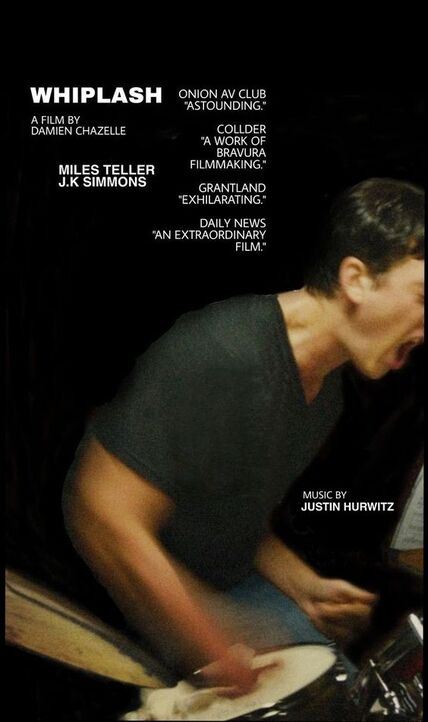 WHIPLASH
A FILM BY
DAMIEN CHAZELLE
MILES TELLER
J.K SIMMONS
ONION AV CLUB
"ASTOUNDING."
COLLDER
"A WORK OF
BRAVURA
FILMMAKING."
GRANTLAND
"EXHILARATING."
DAILY NEWS
"AN EXTRAORDINARY
FILM."
MUSIC BY
JUSTIN HURWITZ